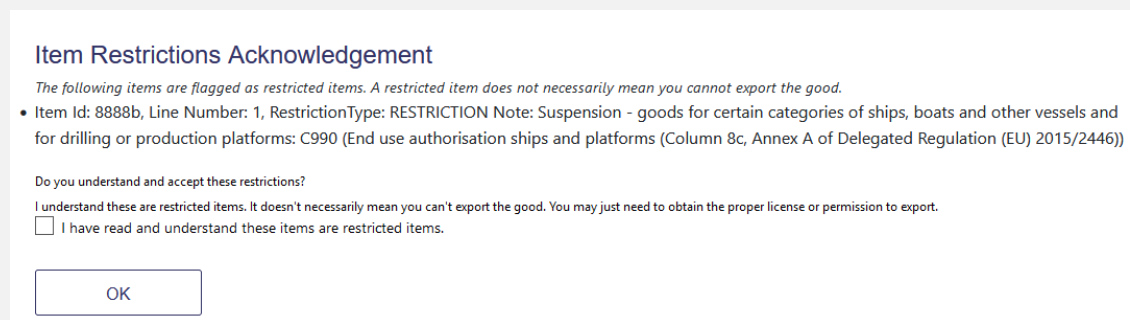 Item Restrictions Acknowledgement
The following items are flagged as restricted items. A restricted item does not necessarily mean you cannot export the good.
• Item Id: 8888b, Line Number: 1, RestrictionType: RESTRICTION Note: Suspension - goods for certain categories of ships, boats and other vessels and
for drilling or production platforms: C990 (End use authorisation ships and platforms (Column 8c, Annex A of Delegated Regulation (EU) 2015/2446))
Do you understand and accept these restrictions?
I understand these are restricted items. It doesn't necessarily mean you can't export the good. You may just need to obtain the proper license or permission to export.
I have read and understand these items are restricted items.
OK